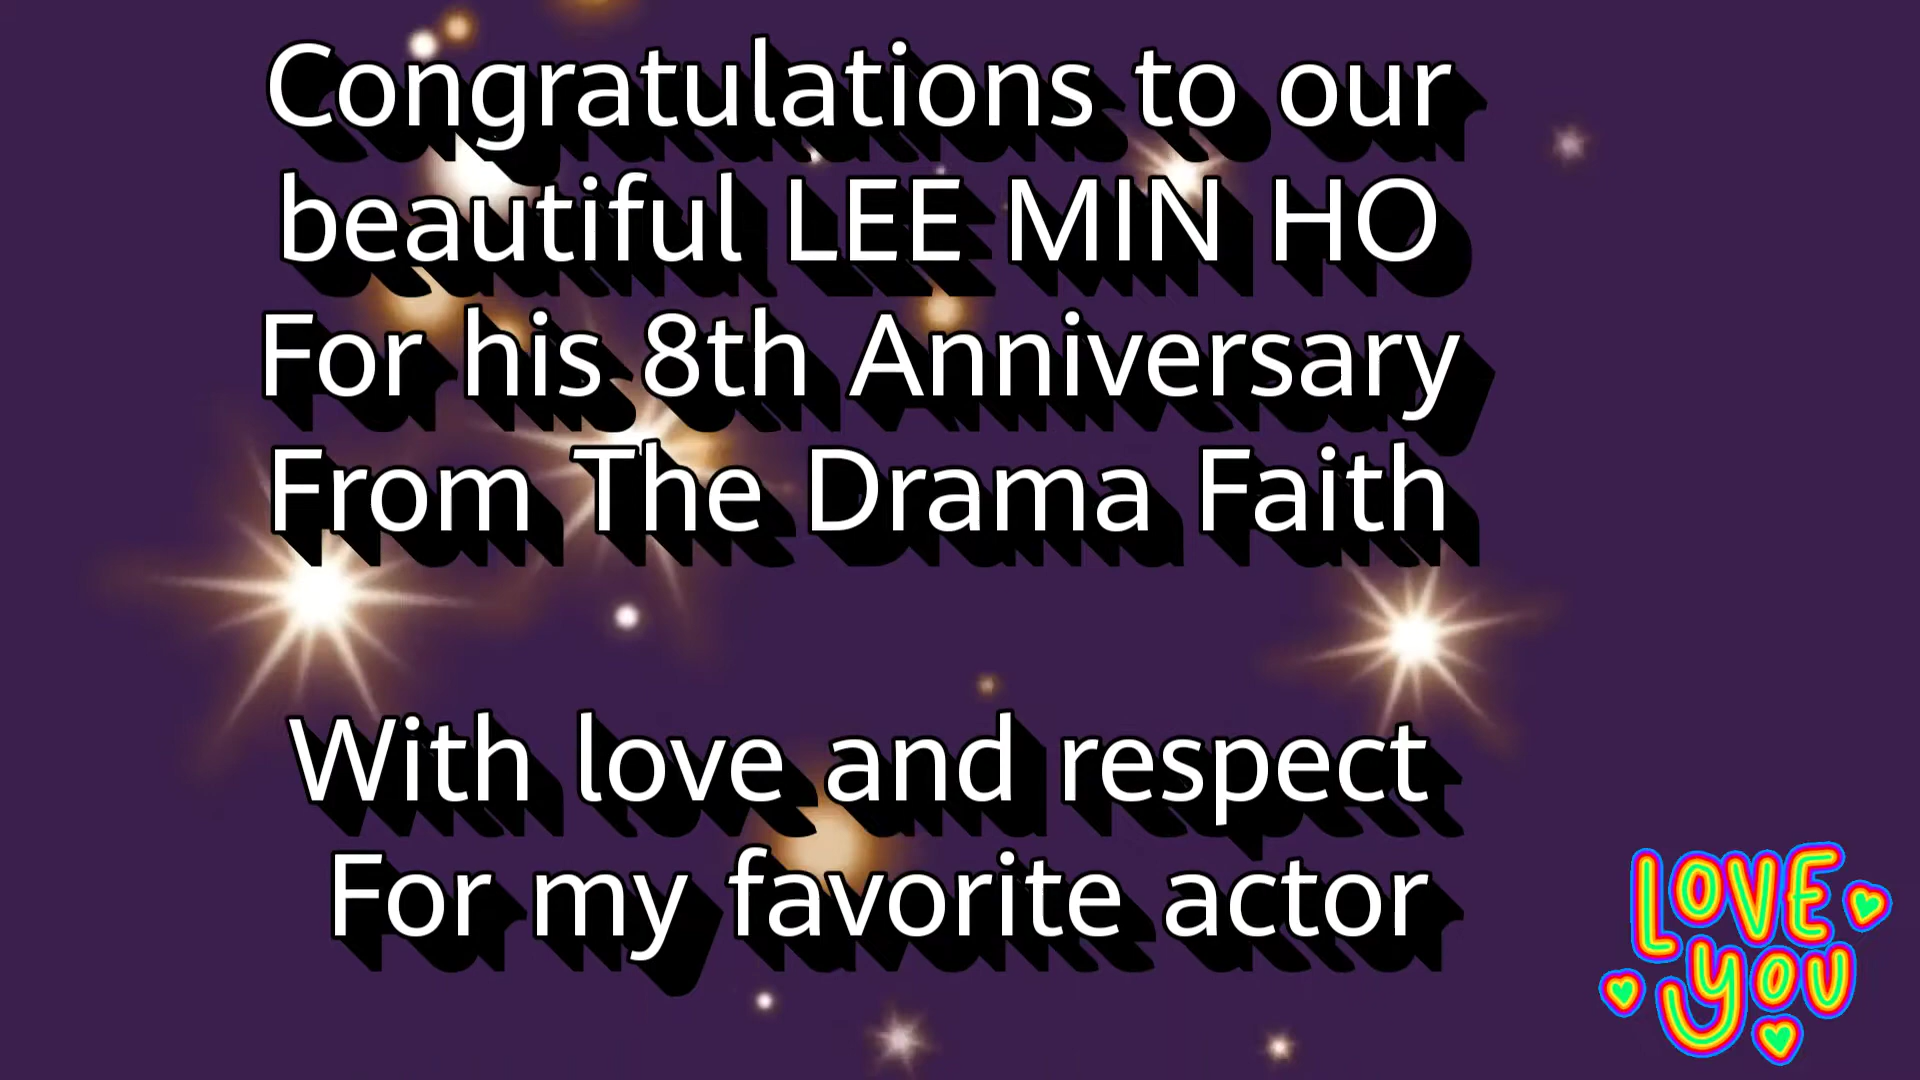 Congratulations to our
beautiful LEE MIN HO
For his 8th Anniversary
From The Drama Faith
With love and respect
For my favorite actor
LOVE
YOU